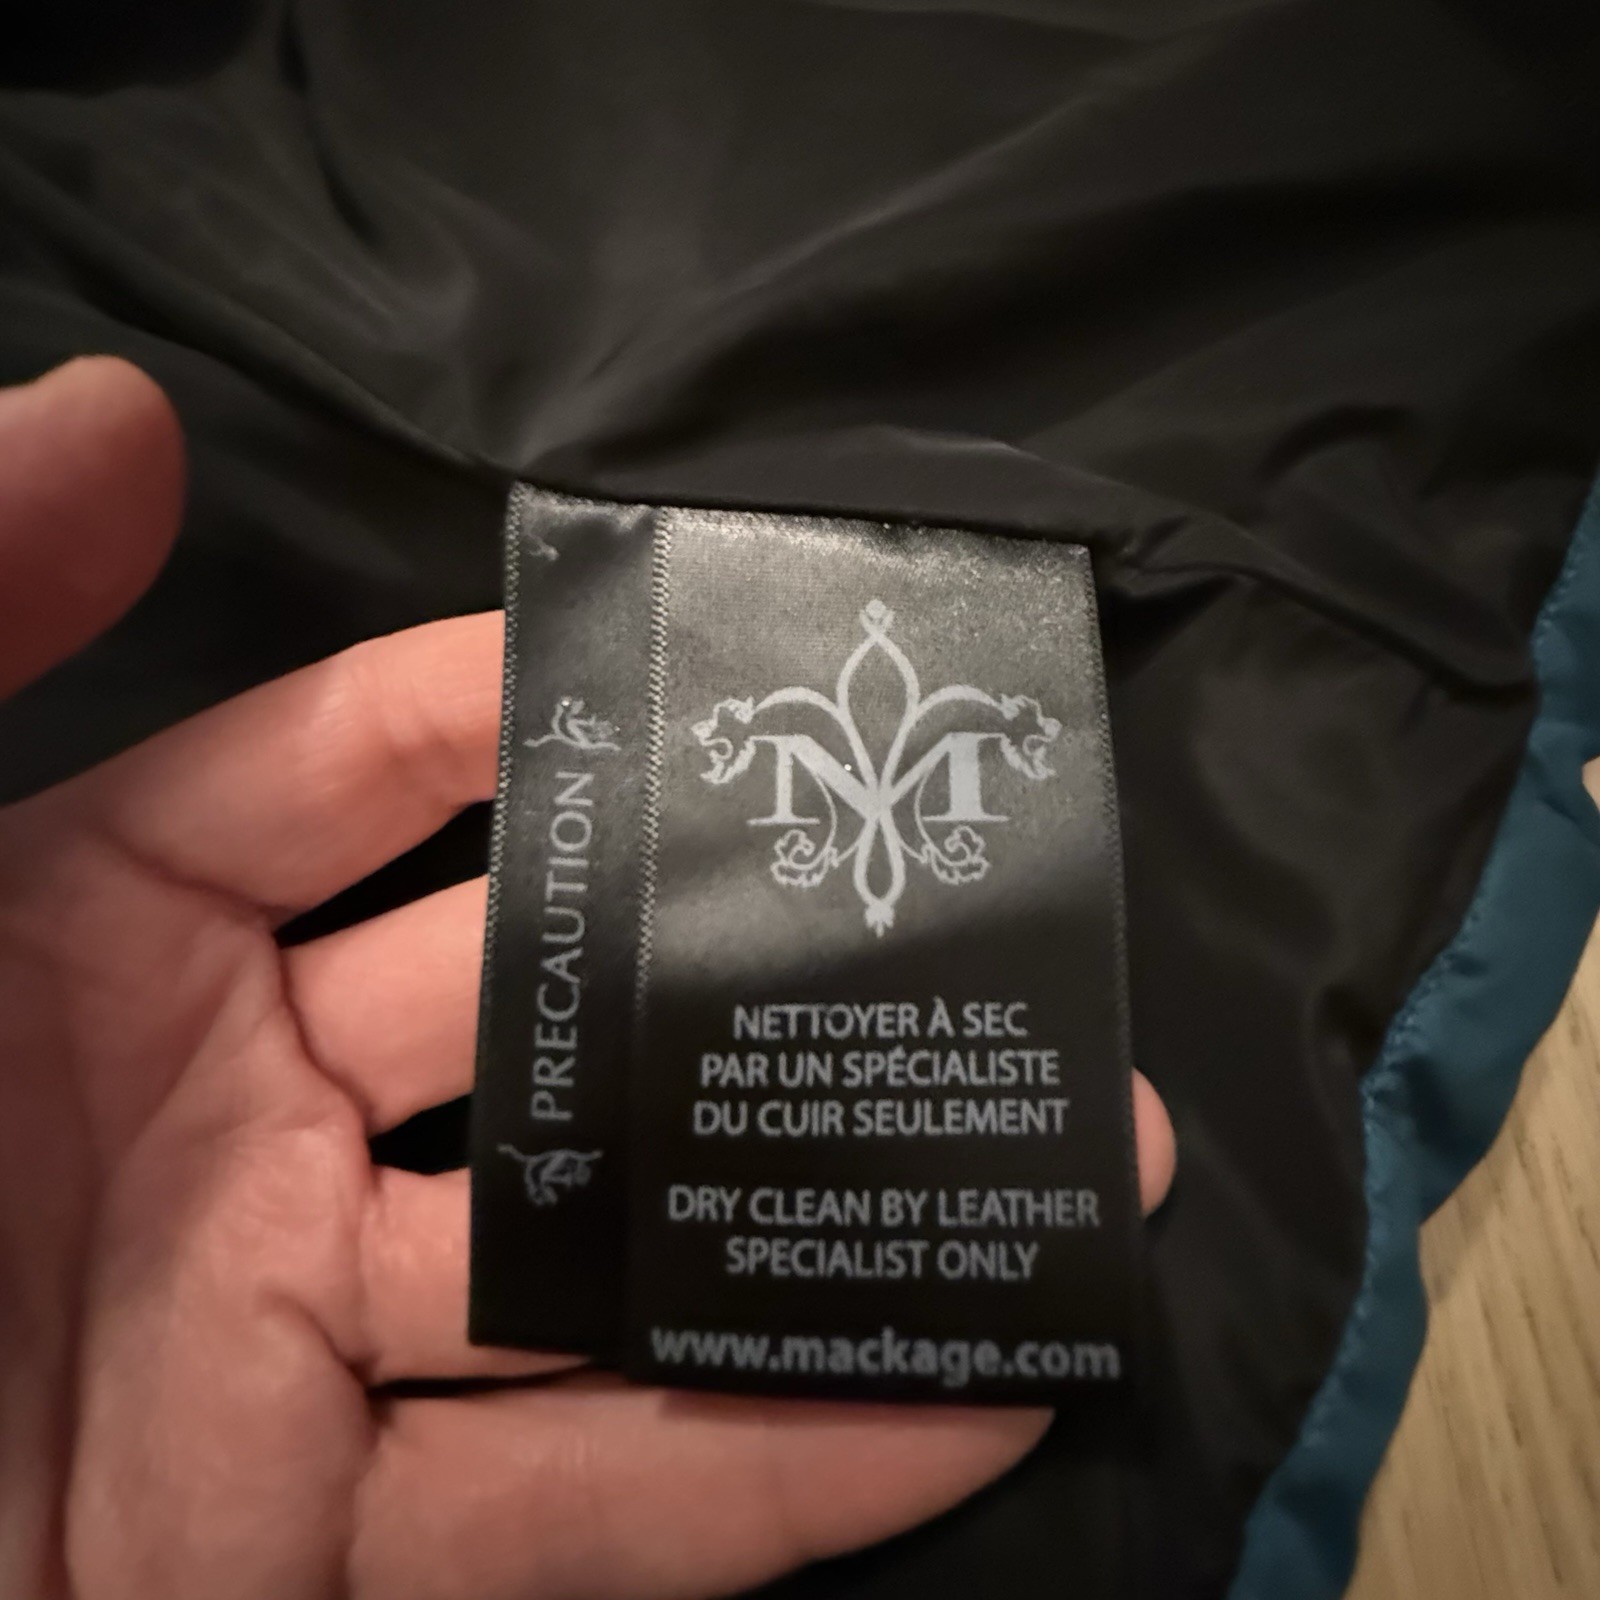 PRECAUTION
M
NETTOYER À SEC
PAR UN SPÉCIALISTE
DU CUIR SEULEMENT
DRY CLEAN BY LEATHER
SPECIALIST ONLY
www.mackage.com